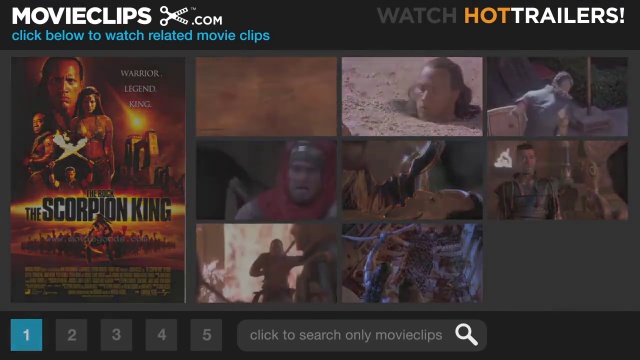 MOVIECLIPS .COM
WATCH HOTTRAILERS!
click below to watch related movie clips
WARRIOR.
LEGEND.
KING.
THE ROCK
THE SCORPION KING
1 2 3 4 5
click to search only movieclips